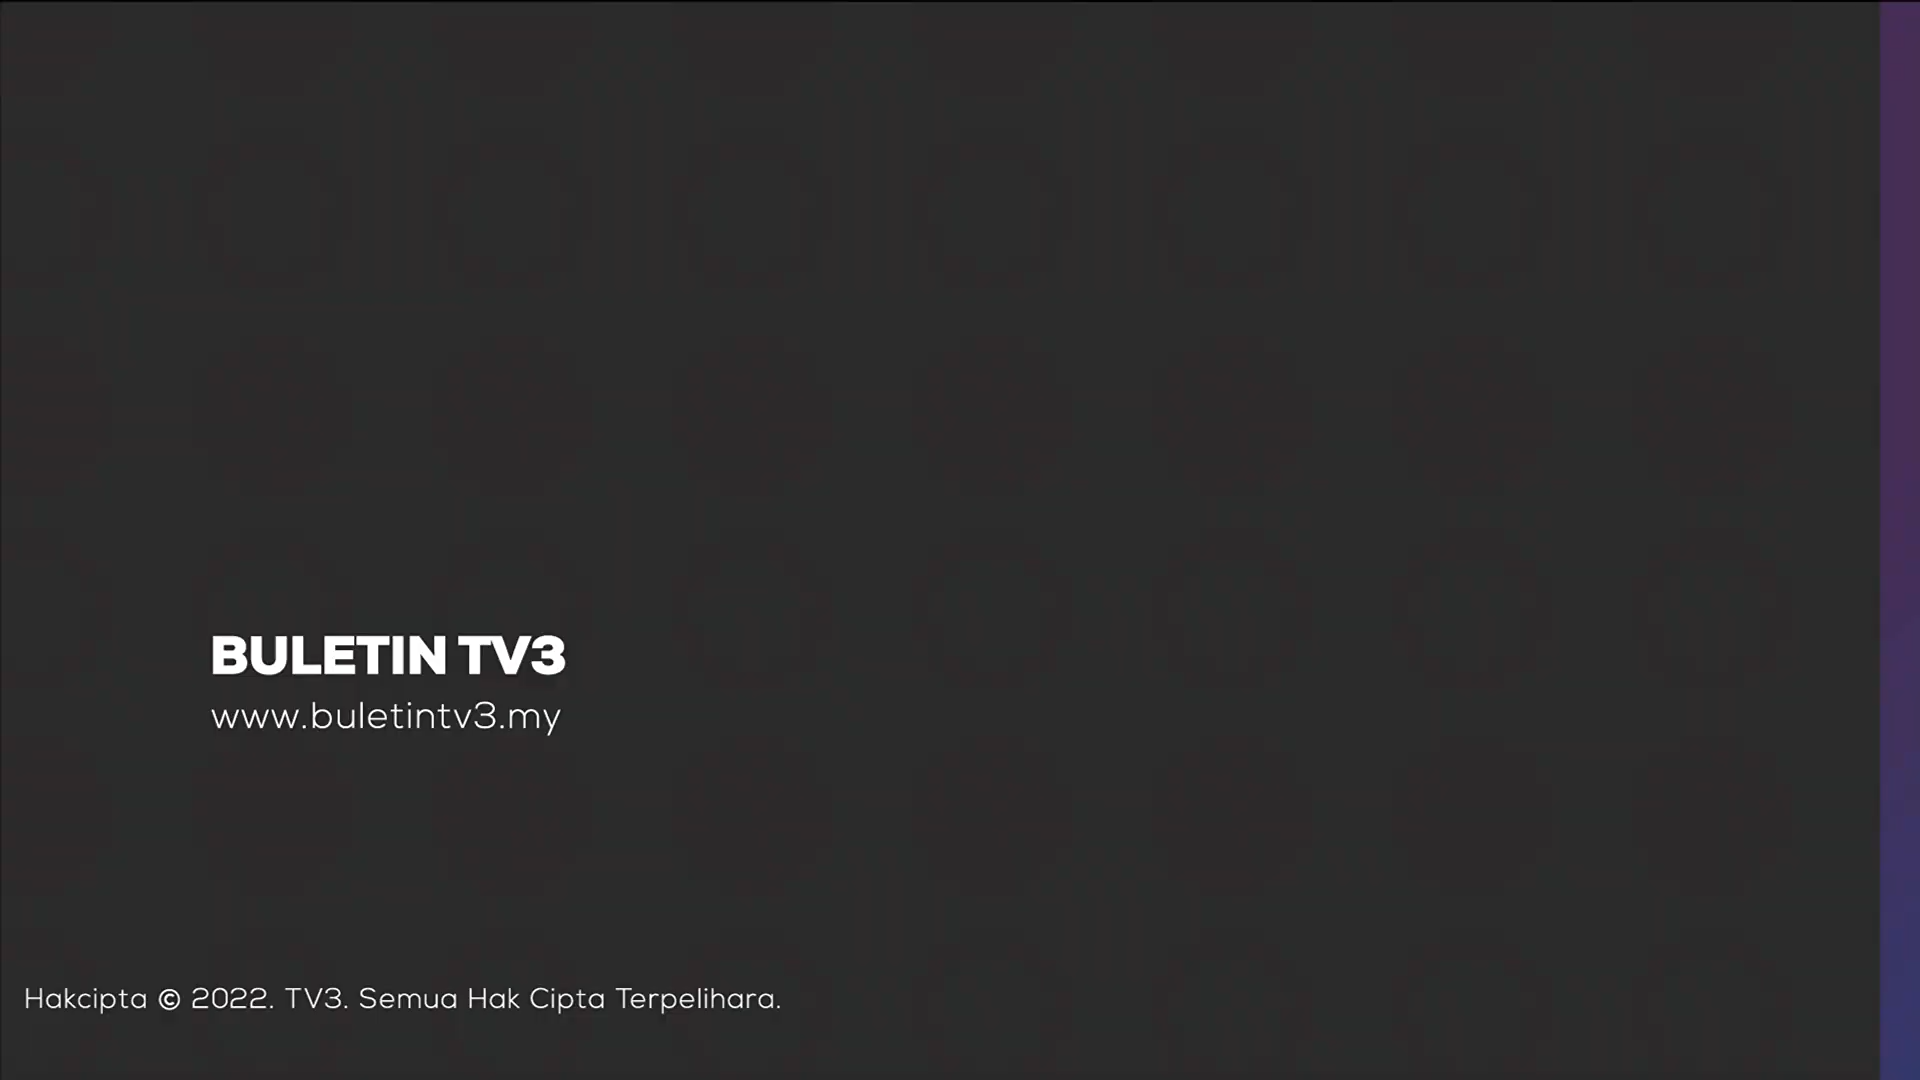 BULETIN TV3
www.buletintv3.my
Hakcipta © 2022. TV3. Semua Hak Cipta Terpelihara.